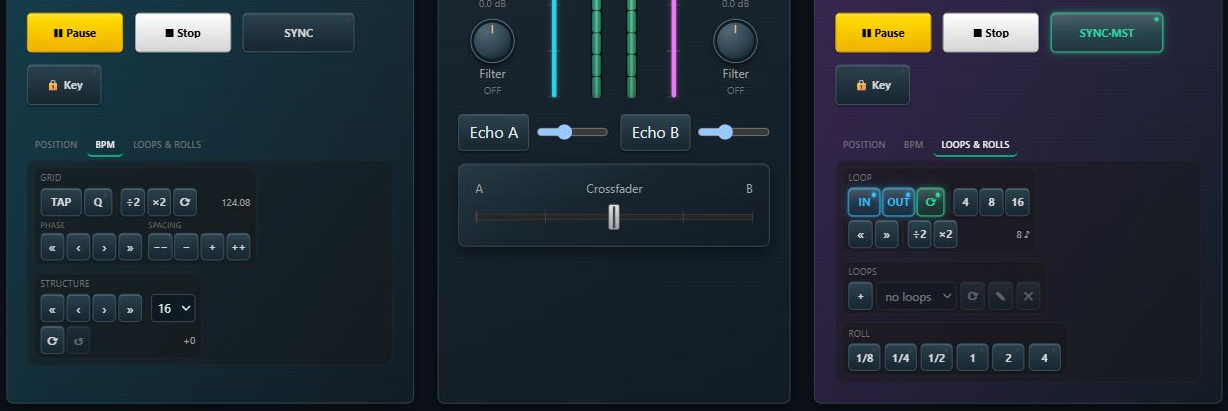 Pause Stop SYNC
Key
POSITION BPM LOOPS & ROLLS
GRID
TAP Q ÷2 ×2 ⟳ 124.08
PHASE SPACING
« ‹ › » −− − + ++
STRUCTURE
« ‹ › » 16
⟳ ↺ +0
0.0 dB 0.0 dB
Filter Filter
OFF OFF
Echo A Echo B
A Crossfader B
Pause Stop SYNC-MST
Key
POSITION BPM LOOPS & ROLLS
LOOP
IN OUT ⟳ 4 8 16
« » ÷2 ×2 8♪
LOOPS
+ no loops ⟳ ✎ ✕
ROLL
1/8 1/4 1/2 1 2 4